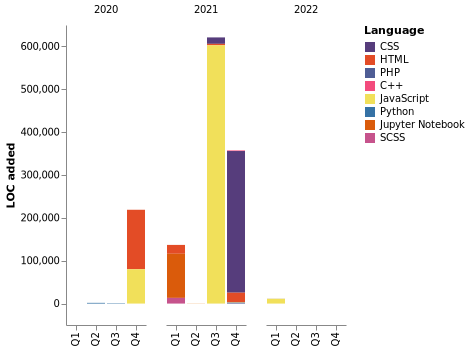 2020 2021 2022
Language
CSS
HTML
PHP
C++
JavaScript
Python
Jupyter Notebook
SCSS
LOC added
600,000
500,000
400,000
300,000
200,000
100,000
0
Q1 Q2 Q3 Q4 Q1 Q2 Q3 Q4 Q1 Q2 Q3 Q4